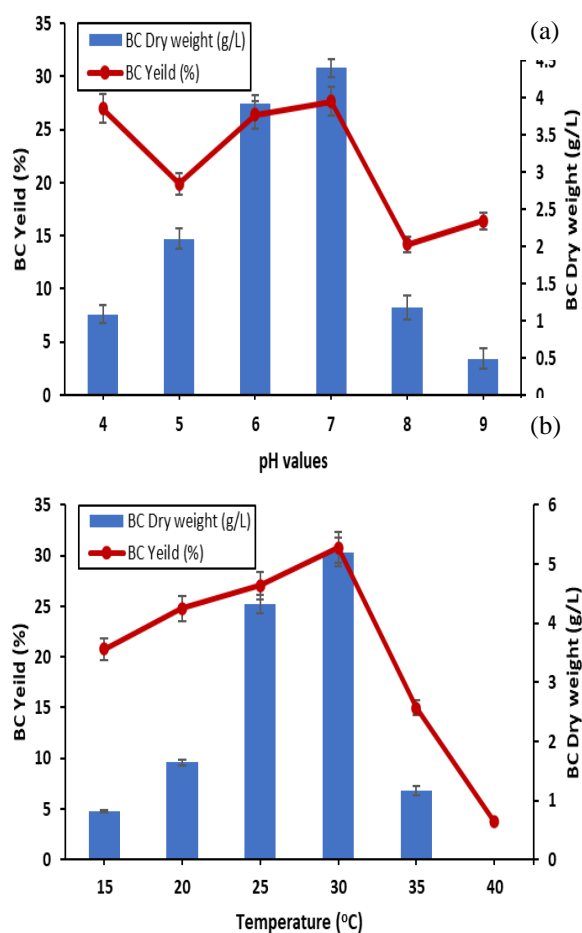 (a)
BC Dry weight (g/L)
BC Yeild (%)
35
30
25
20
15
10
5
0
BC Yeild (%)
4.5
4
3.5
3
2.5
2
1.5
1
0.5
0
BC Dry weight (g/L)
4 5 6 7 8 9
pH values
(b)
BC Dry weight (g/L)
BC Yeild (%)
35
30
25
20
15
10
5
0
BC Yeild (%)
6
5
4
3
2
1
0
BC Dry weight (g/L)
15 20 25 30 35 40
Temperature (°C)